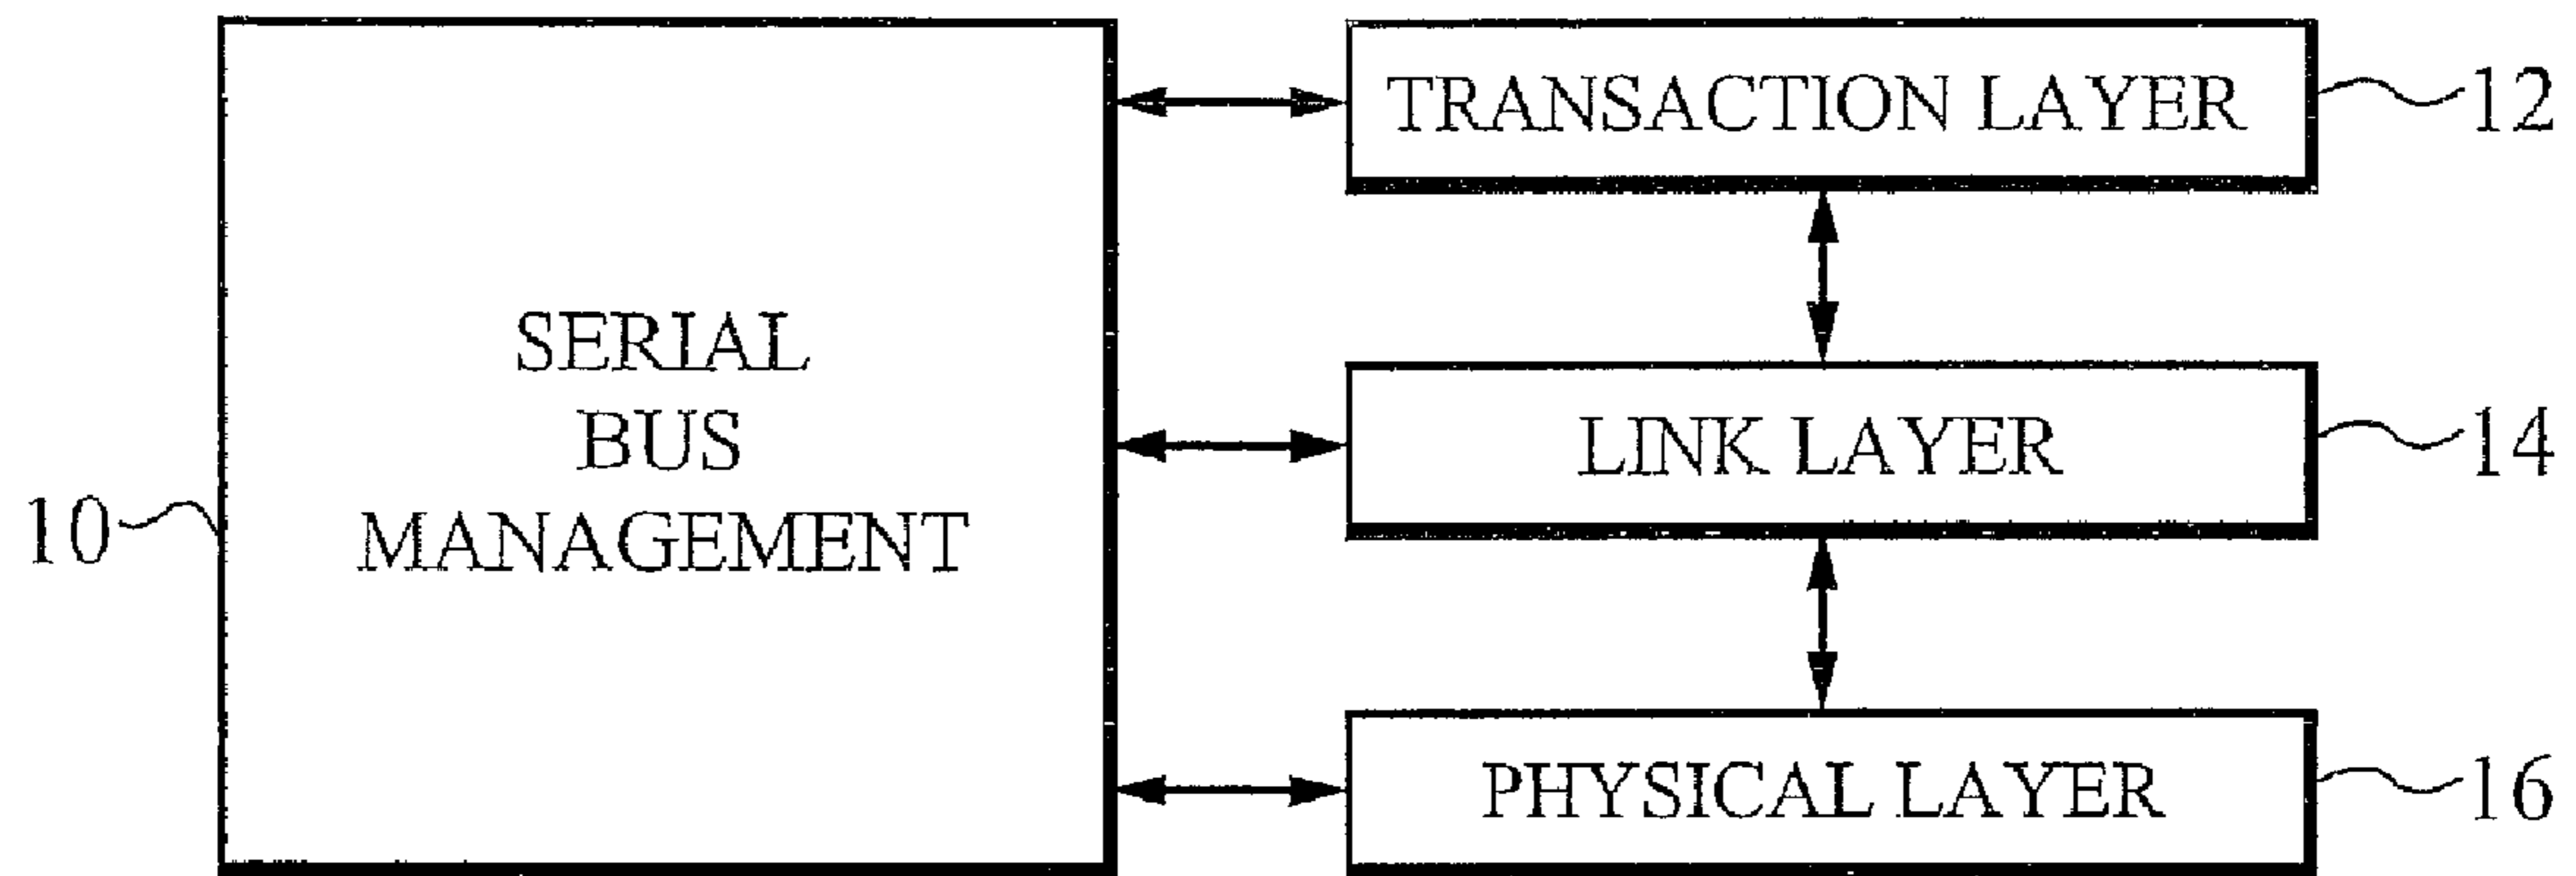 TRANSACTION LAYER
12
SERIAL
BUS
MANAGEMENT
10
LINK LAYER
14
PHYSICAL LAYER
16